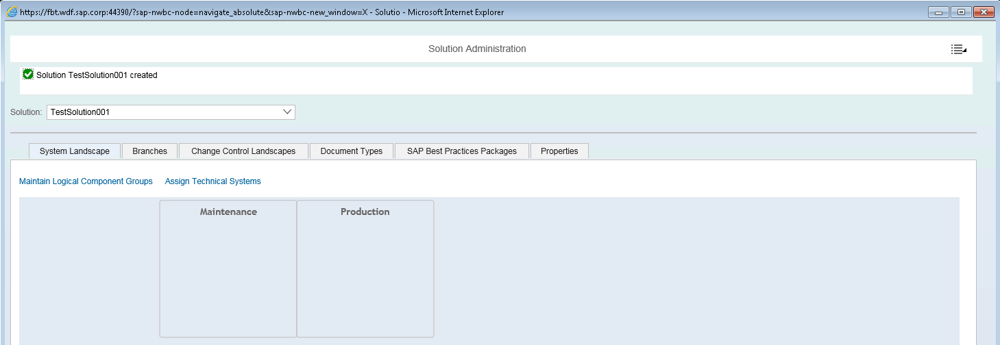 https://fbt.wdf.sap.corp:44390/?sap-nwbc-node=navigate_absolute&sap-nwbc-new_window=X - Solutio - Microsoft Internet Explorer
Solution Administration
Solution TestSolution001 created
Solution: TestSolution001
System Landscape Branches Change Control Landscapes Document Types SAP Best Practices Packages Properties
Maintain Logical Component Groups Assign Technical Systems
Maintenance Production